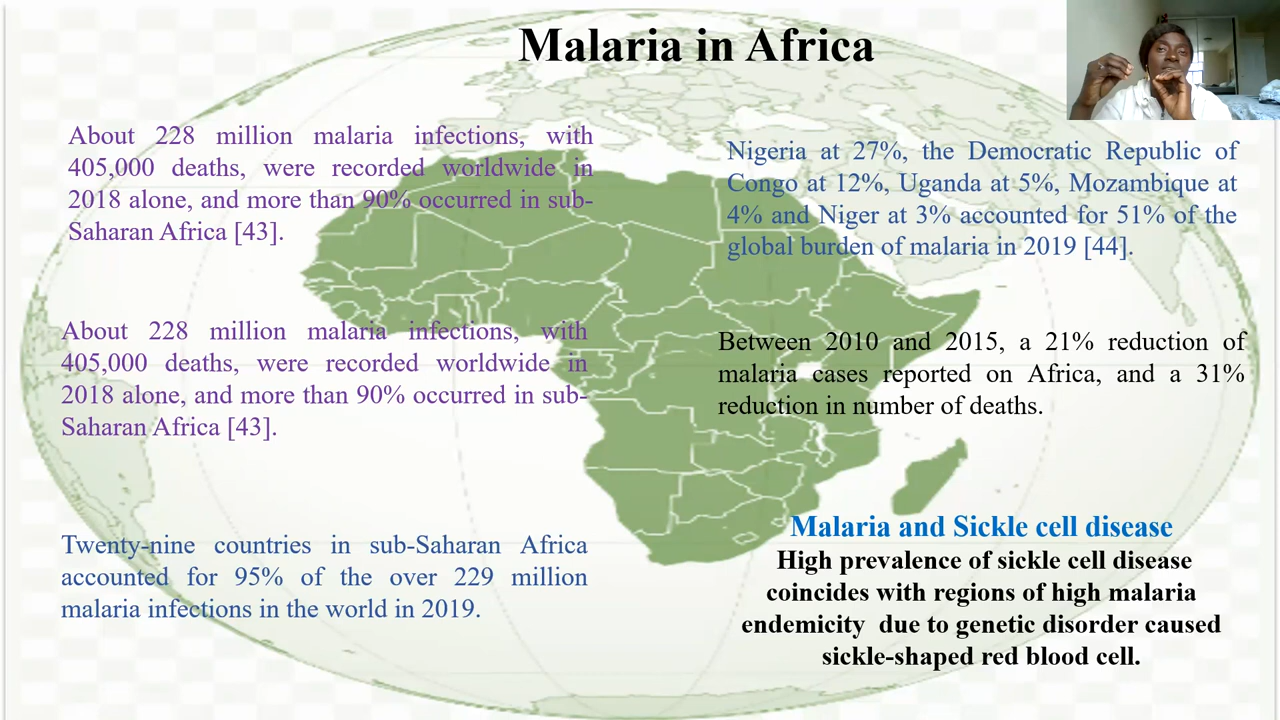 Malaria in Africa
About 228 million malaria infections, with
405,000 deaths, were recorded worldwide in
2018 alone, and more than 90% occurred in sub-
Saharan Africa [43].
About 228 million malaria infections, with
405,000 deaths, were recorded worldwide in
2018 alone, and more than 90% occurred in sub-
Saharan Africa [43].
Twenty-nine countries in sub-Saharan Africa
accounted for 95% of the over 229 million
malaria infections in the world in 2019.
Nigeria at 27%, the Democratic Republic of
Congo at 12%, Uganda at 5%, Mozambique at
4% and Niger at 3% accounted for 51% of the
global burden of malaria in 2019 [44].
Between 2010 and 2015, a 21% reduction of
malaria cases reported on Africa, and a 31%
reduction in number of deaths.
Malaria and Sickle cell disease
High prevalence of sickle cell disease
coincides with regions of high malaria
endemicity due to genetic disorder caused
sickle-shaped red blood cell.